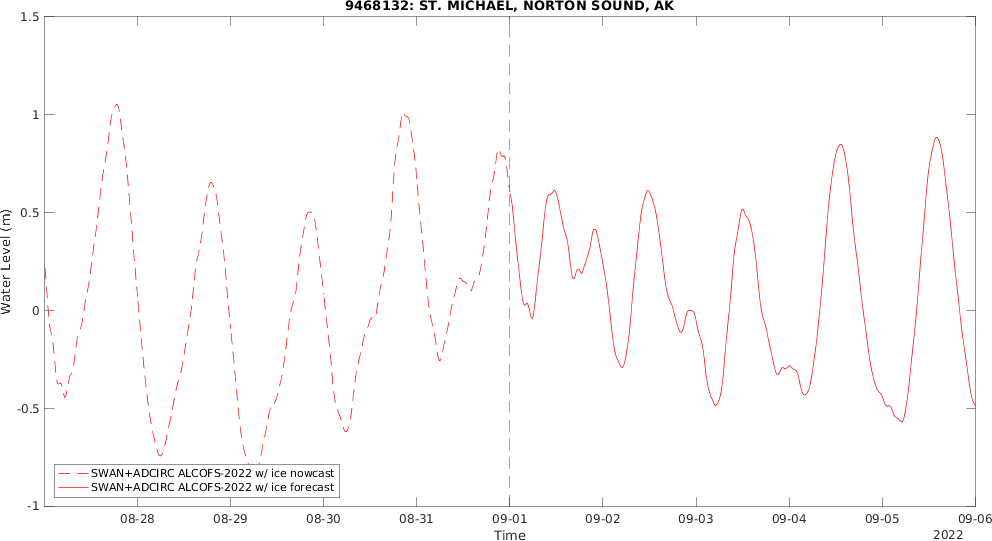 9468132: ST. MICHAEL, NORTON SOUND, AK
1.5
1
0.5
0
-0.5
-1
Water Level (m)
SWAN+ADCIRC ALCOFS-2022 w/ ice nowcast
SWAN+ADCIRC ALCOFS-2022 w/ ice forecast
08-28 08-29 08-30 08-31 09-01 09-02 09-03 09-04 09-05 09-06
Time
2022